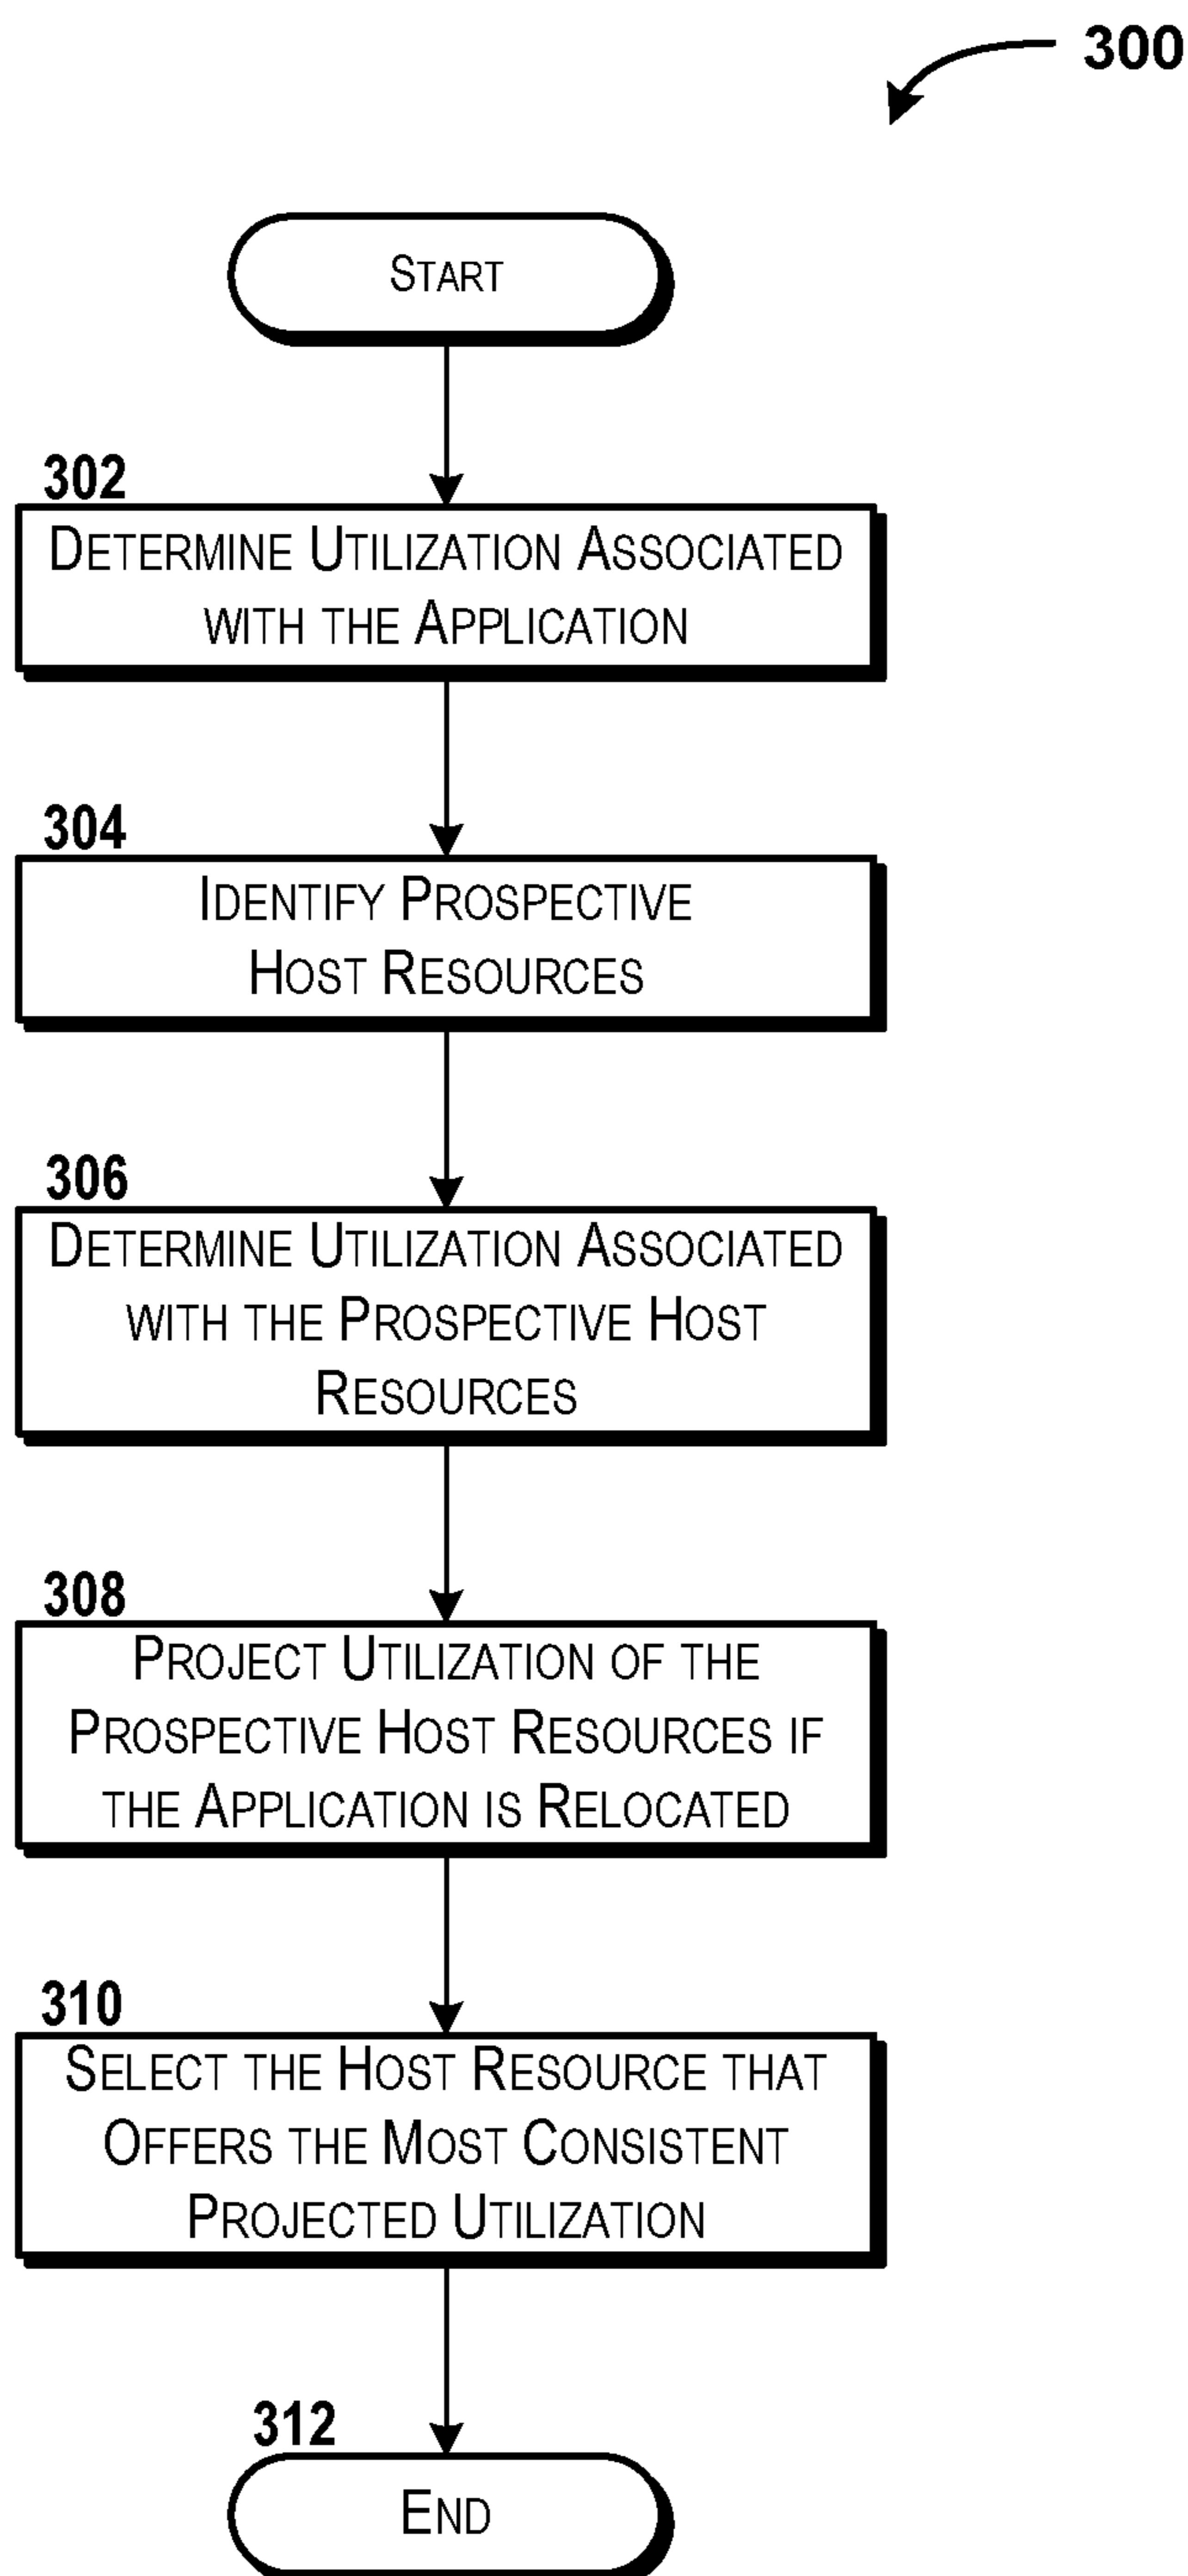 300
START
302
DETERMINE UTILIZATION ASSOCIATED
WITH THE APPLICATION
304
IDENTIFY PROSPECTIVE
HOST RESOURCES
306
DETERMINE UTILIZATION ASSOCIATED
WITH THE PROSPECTIVE HOST
RESOURCES
308
PROJECT UTILIZATION OF THE
PROSPECTIVE HOST RESOURCES IF
THE APPLICATION IS RELOCATED
310
SELECT THE HOST RESOURCE THAT
OFFERS THE MOST CONSISTENT
PROJECTED UTILIZATION
312
END